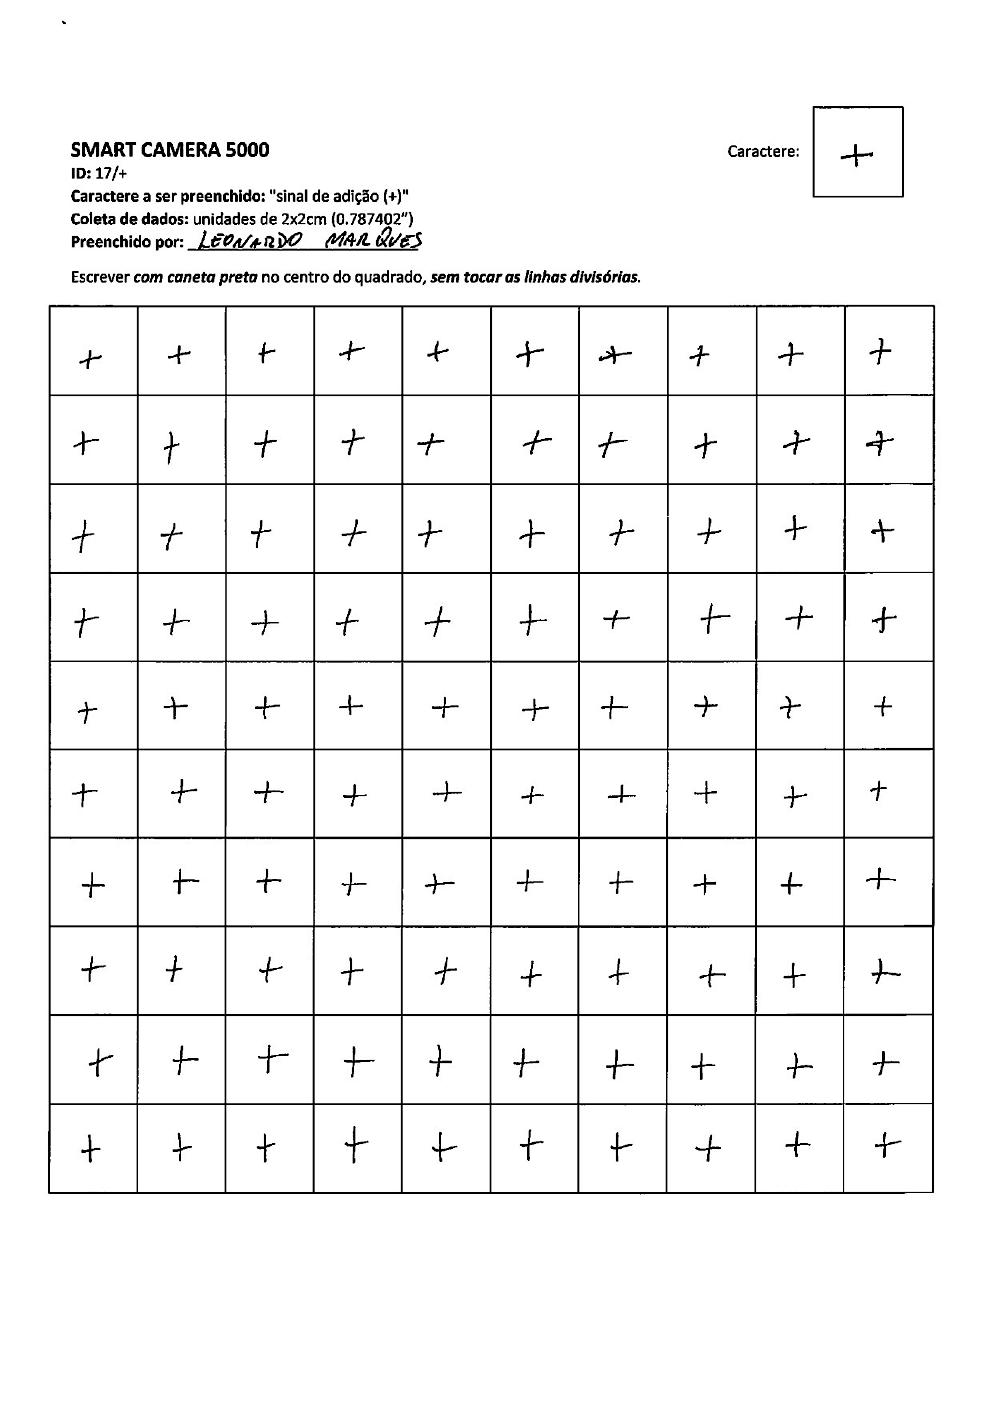 SMART CAMERA 5000
ID: 17/+
Caractere a ser preenchido: "sinal de adição (+)"
Coleta de dados: unidades de 2x2cm (0.787402")
Preenchido por: LEONARDO MARQUES
Caractere: +
Escrever com caneta preta no centro do quadrado, sem tocar as linhas divisórias.
+ + + + + + + + + +
+ + + + + + + + + +
+ + + + + + + + + +
+ + + + + + + + + +
+ + + + + + + + + +
+ + + + + + + + + +
+ + + + + + + + + +
+ + + + + + + + + +
+ + + + + + + + + +
+ + + + + + + + + +